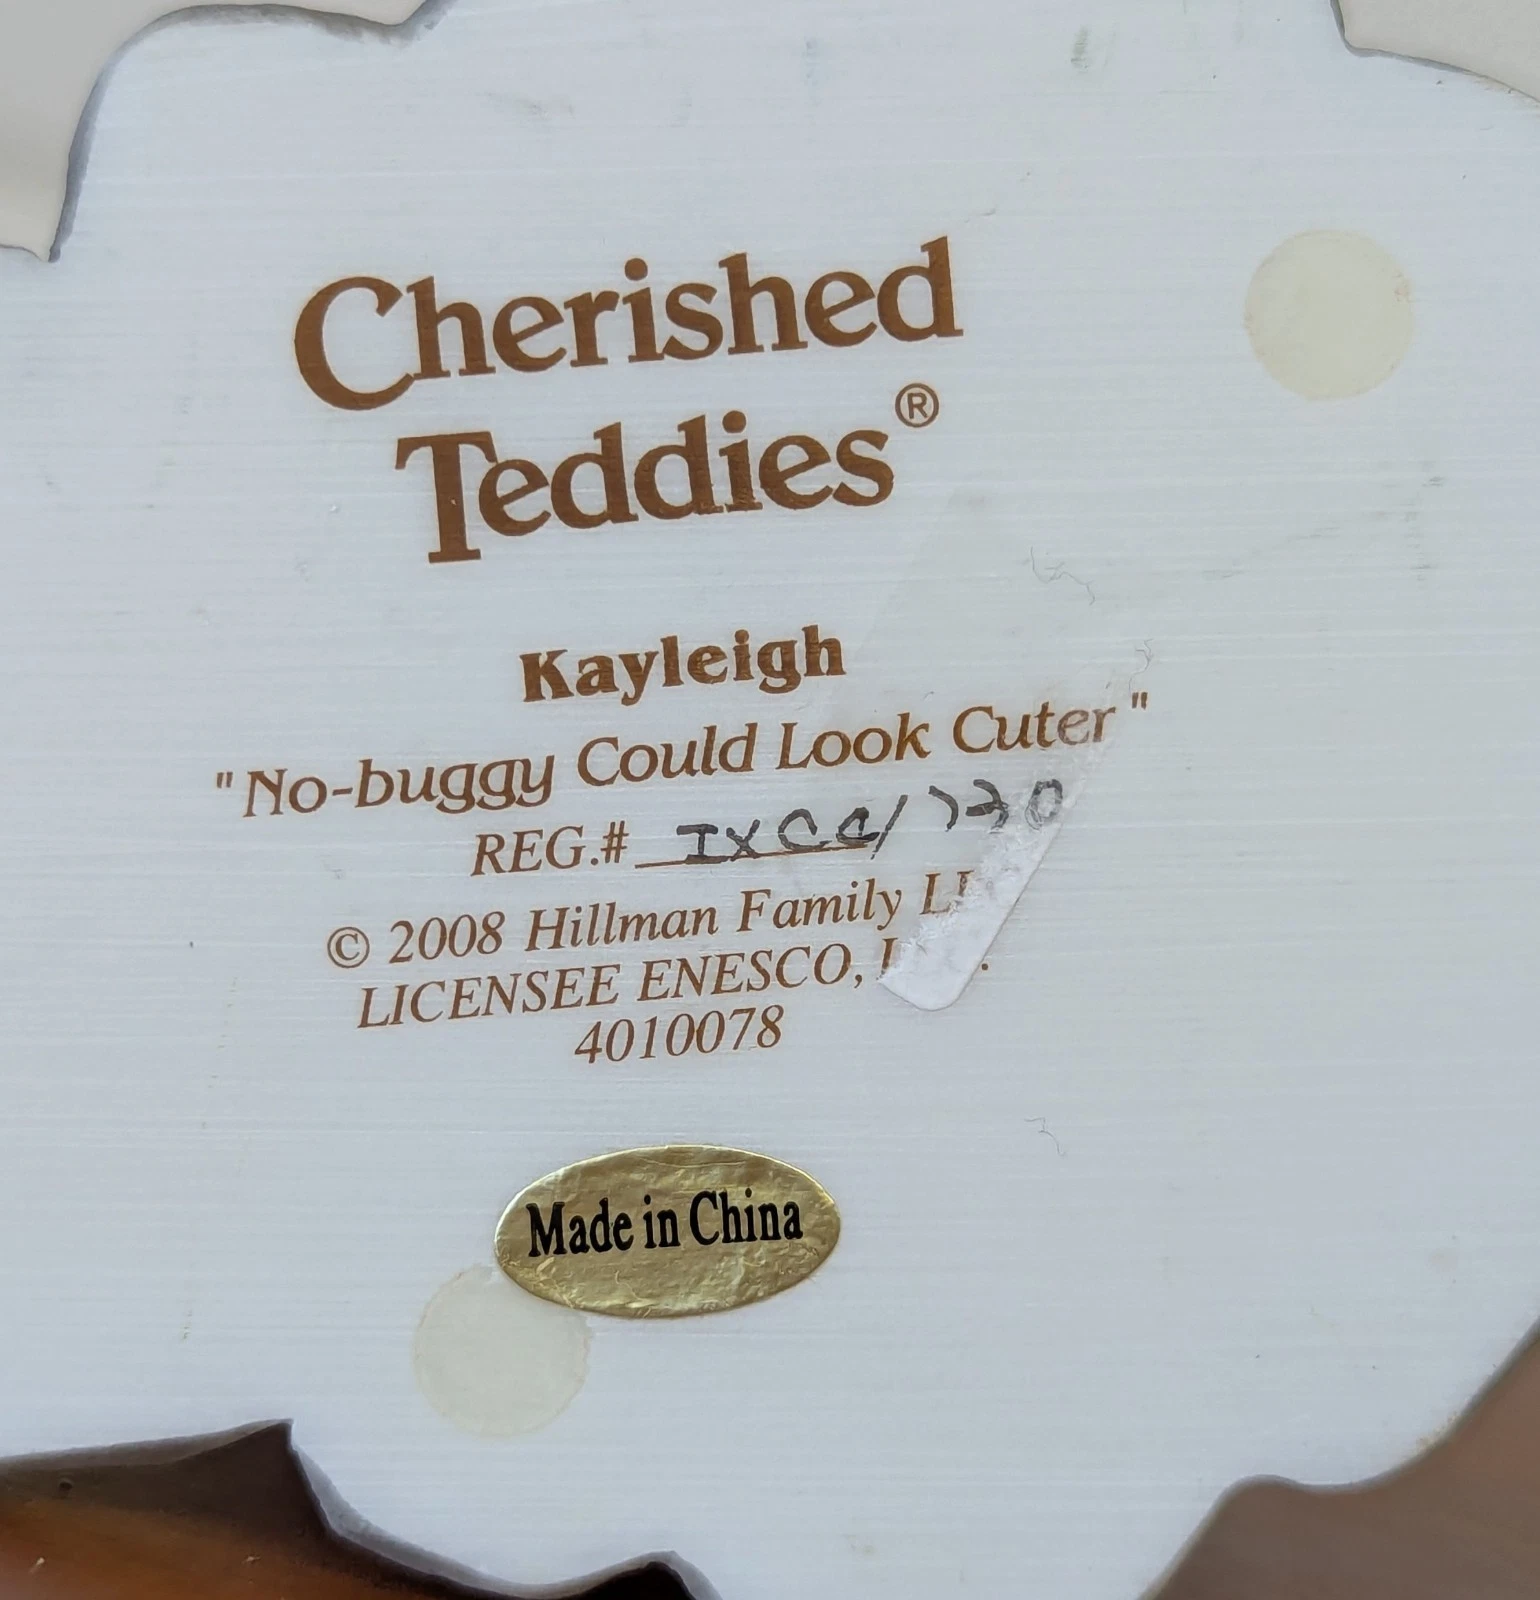 Cherished
Teddies®
Kayleigh
"No-buggy Could Look Cuter"
REG.#
© 2008 Hillman Family
LICENSEE ENESCO,
4010078
Made in China